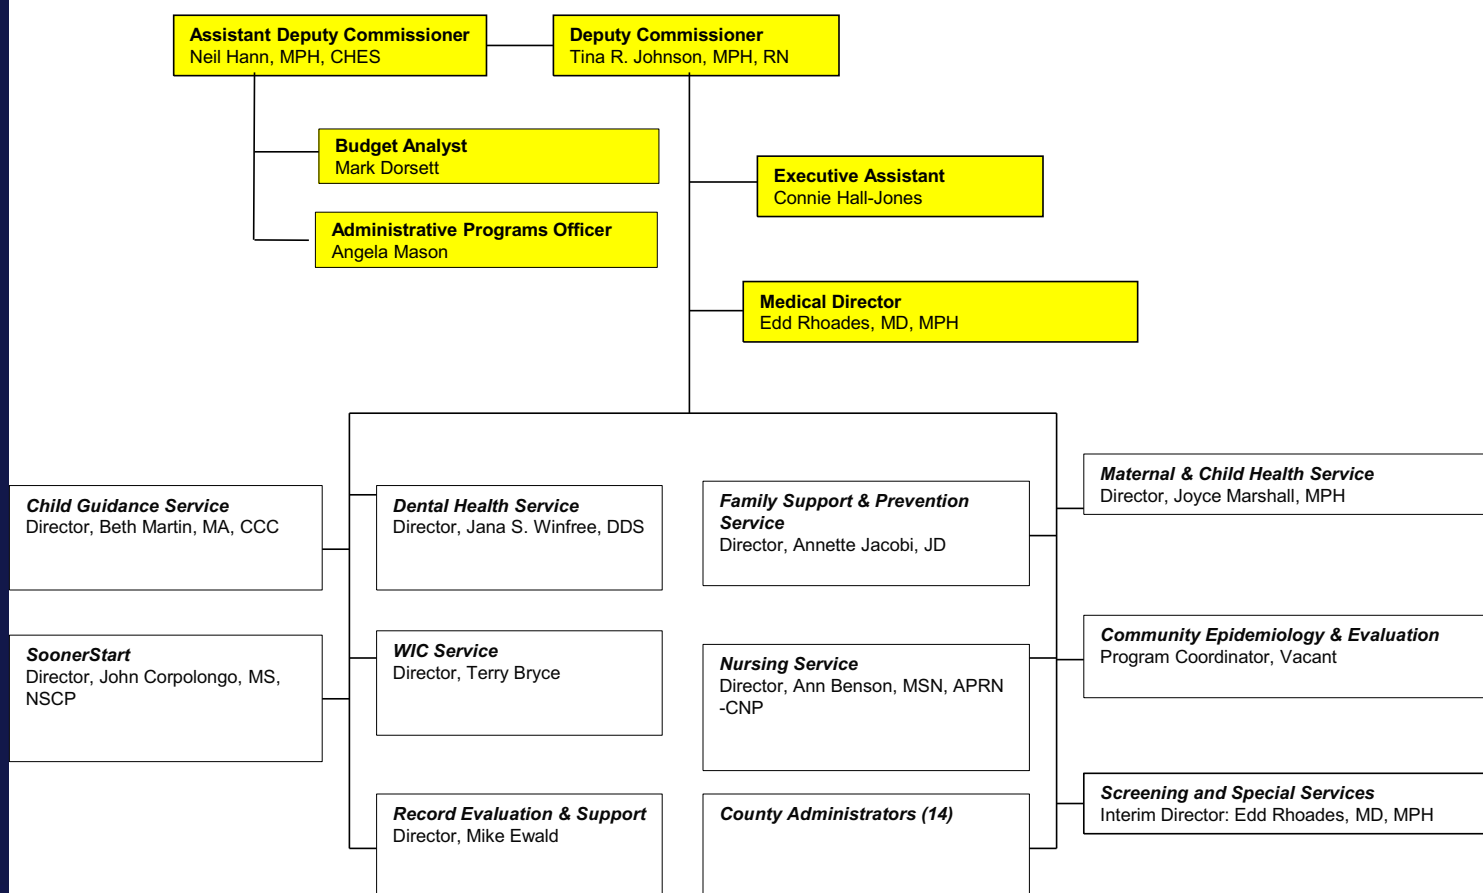 Assistant Deputy Commissioner
Neil Hann, MPH, CHES
Deputy Commissioner
Tina R. Johnson, MPH, RN
Budget Analyst
Mark Dorsett
Executive Assistant
Connie Hall-Jones
Administrative Programs Officer
Angela Mason
Medical Director
Edd Rhoades, MD, MPH
Child Guidance Service
Director, Beth Martin, MA, CCC
Dental Health Service
Director, Jana S. Winfree, DDS
Family Support & Prevention
Service
Director, Annette Jacobi, JD
Maternal & Child Health Service
Director, Joyce Marshall, MPH
SoonerStart
Director, John Corpolongo, MS,
NSCP
WIC Service
Director, Terry Bryce
Nursing Service
Director, Ann Benson, MSN, APRN
-CNP
Community Epidemiology & Evaluation
Program Coordinator, Vacant
Record Evaluation & Support
Director, Mike Ewald
County Administrators (14)
Screening and Special Services
Interim Director: Edd Rhoades, MD, MPH